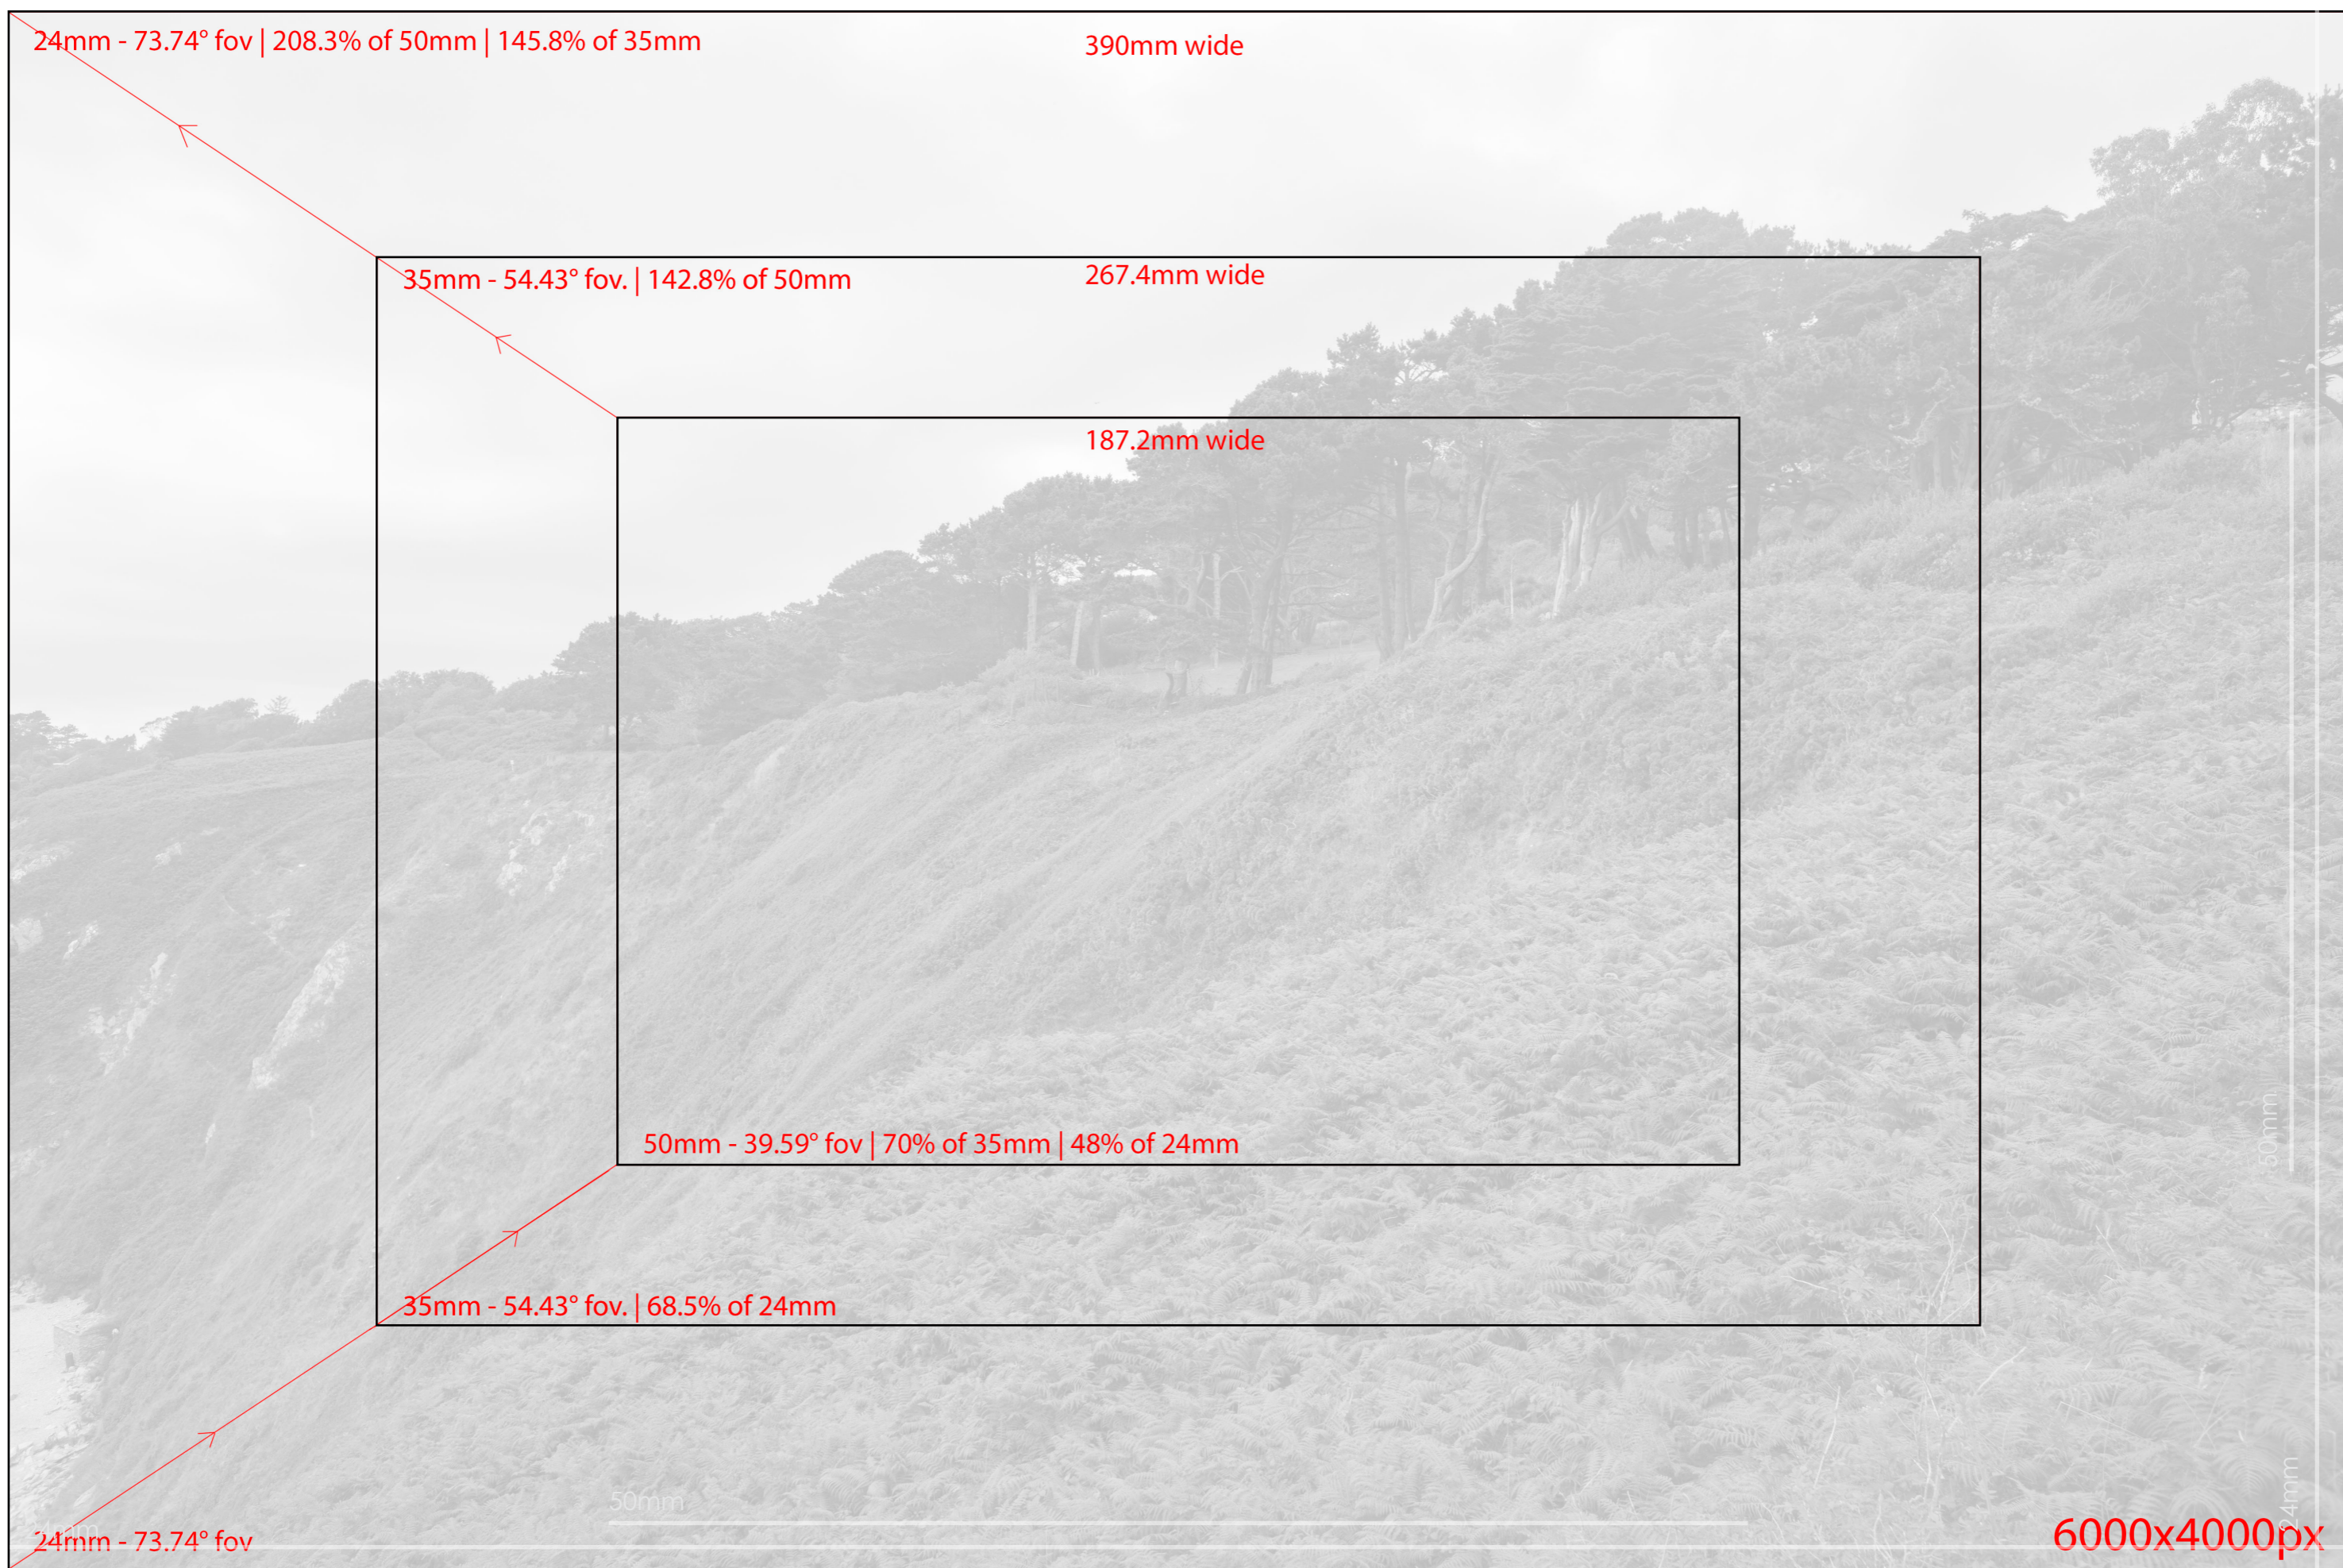 24mm - 73.74° fov | 208.3% of 50mm | 145.8% of 35mm
390mm wide
35mm - 54.43° fov. | 142.8% of 50mm
267.4mm wide
187.2mm wide
50mm - 39.59° fov | 70% of 35mm | 48% of 24mm
50mm
35mm - 54.43° fov. | 68.5% of 24mm
50mm
24mm
24mm - 73.74° fov
6000x4000px